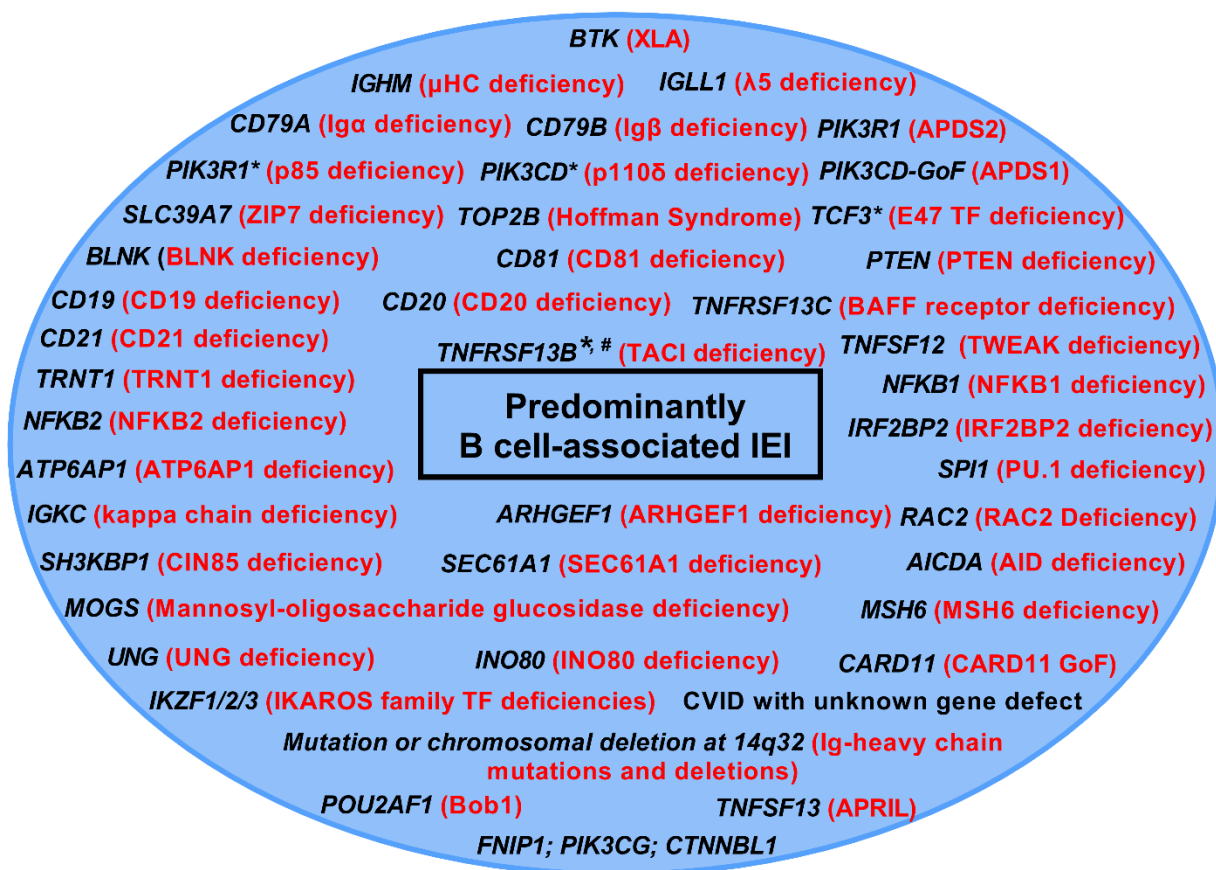 BTK (XLA)
IGHM (μHC deficiency) IGLL1 (λ5 deficiency)
CD79A (Igα deficiency) CD79B (Igβ deficiency) PIK3R1 (APDS2)
PIK3R1* (p85 deficiency) PIK3CD* (p110δ deficiency) PIK3CD-GoF (APDS1)
SLC39A7 (ZIP7 deficiency) TOP2B (Hoffman Syndrome) TCF3* (E47 TF deficiency)
BLNK (BLNK deficiency) CD81 (CD81 deficiency) PTEN (PTEN deficiency)
CD19 (CD19 deficiency) CD20 (CD20 deficiency) TNFRSF13C (BAFF receptor deficiency)
CD21 (CD21 deficiency) TNFRSF13B*, # (TACI deficiency) TNFSF12 (TWEAK deficiency)
TRNT1 (TRNT1 deficiency) NFKB1 (NFKB1 deficiency)
Predominantly
NFKB2 (NFKB2 deficiency) IRF2BP2 (IRF2BP2 deficiency)
B cell-associated IEI
ATP6AP1 (ATP6AP1 deficiency) SPI1 (PU.1 deficiency)
IGKC (kappa chain deficiency) ARHGEF1 (ARHGEF1 deficiency) RAC2 (RAC2 Deficiency)
SH3KBP1 (CIN85 deficiency) SEC61A1 (SEC61A1 deficiency) AICDA (AID deficiency)
MOGS (Mannosyl-oligosaccharide glucosidase deficiency) MSH6 (MSH6 deficiency)
UNG (UNG deficiency) INO80 (INO80 deficiency) CARD11 (CARD11 GoF)
IKZF1/2/3 (IKAROS family TF deficiencies) CVID with unknown gene defect
Mutation or chromosomal deletion at 14q32 (Ig-heavy chain
mutations and deletions)
POU2AF1 (Bob1) TNFSF13 (APRIL)
FNIP1; PIK3CG; CTNNBL1